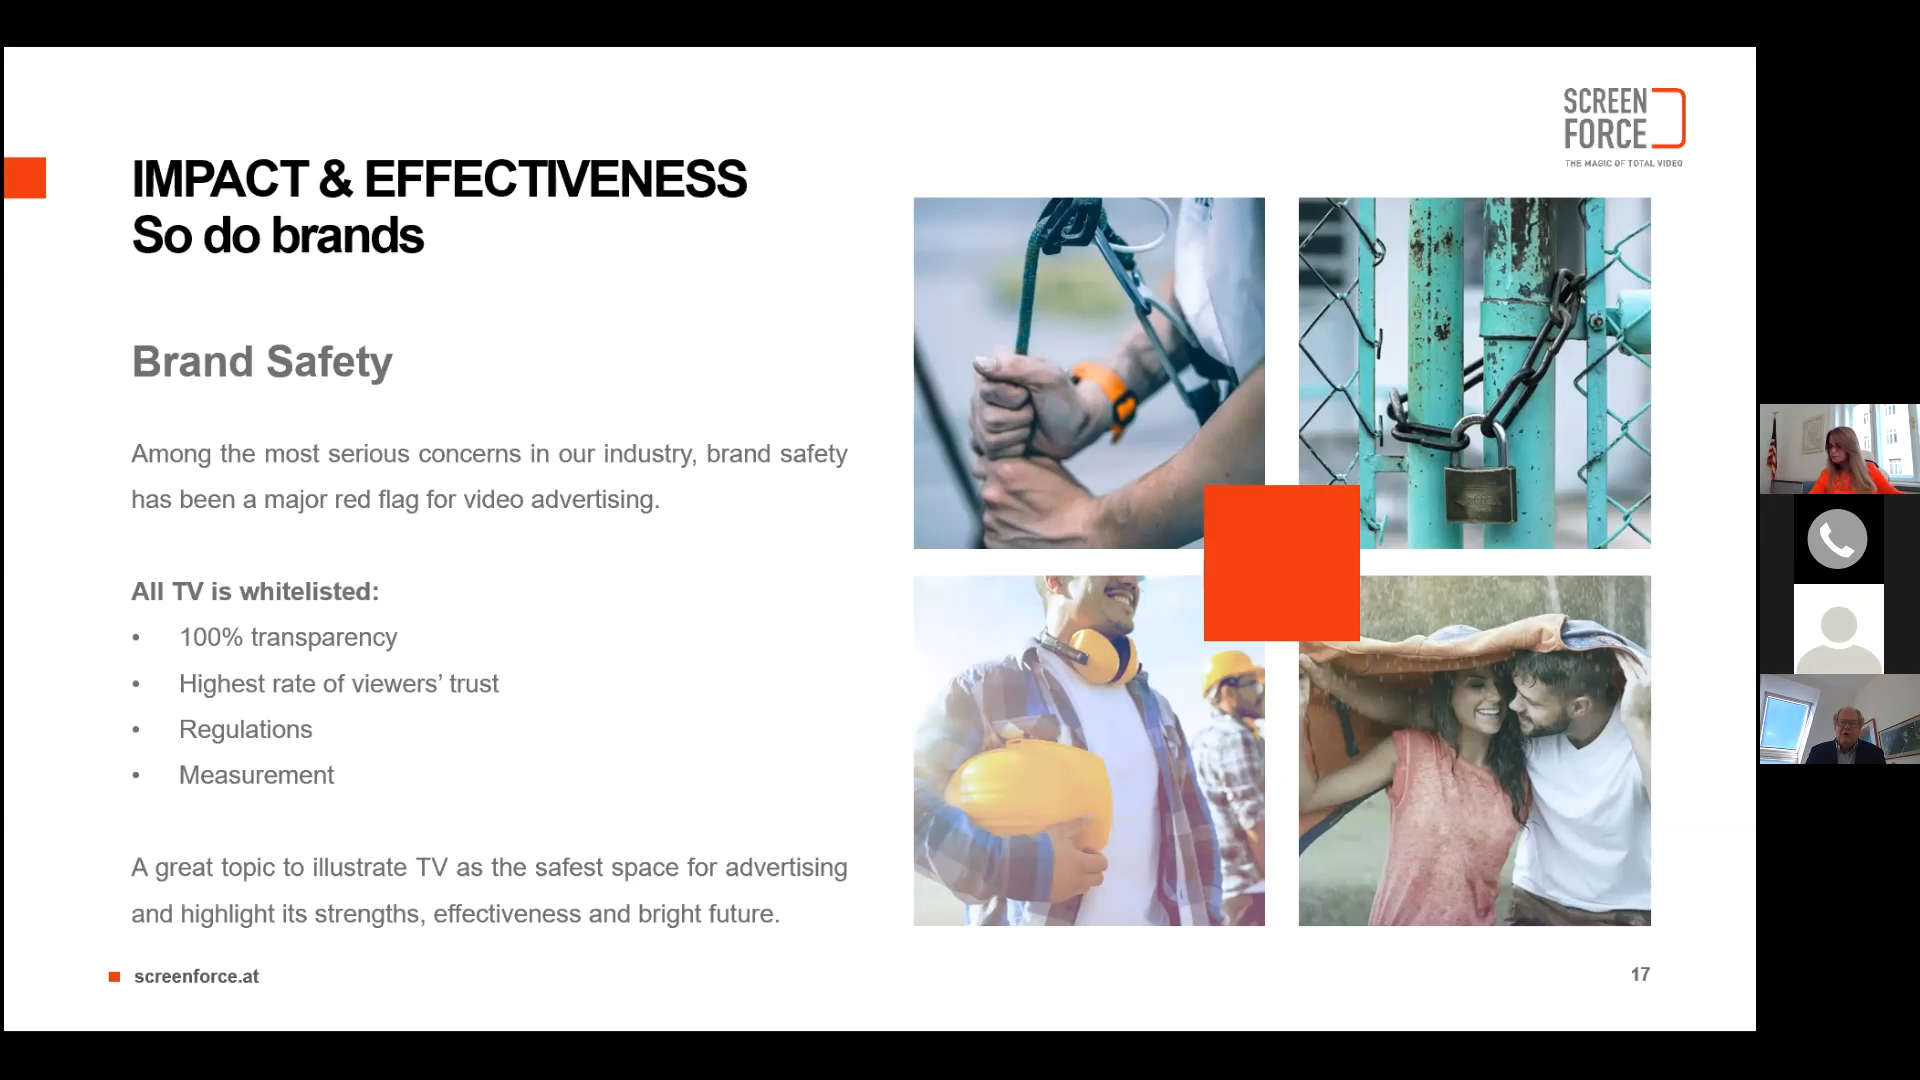 SCREEN
FORCE
THE MAGIC OF TOTAL VIDEO
IMPACT & EFFECTIVENESS
So do brands
Brand Safety
Among the most serious concerns in our industry, brand safety
has been a major red flag for video advertising.
All TV is whitelisted:
• 100% transparency
• Highest rate of viewers’ trust
• Regulations
• Measurement
A great topic to illustrate TV as the safest space for advertising
and highlight its strengths, effectiveness and bright future.
screenforce.at
17